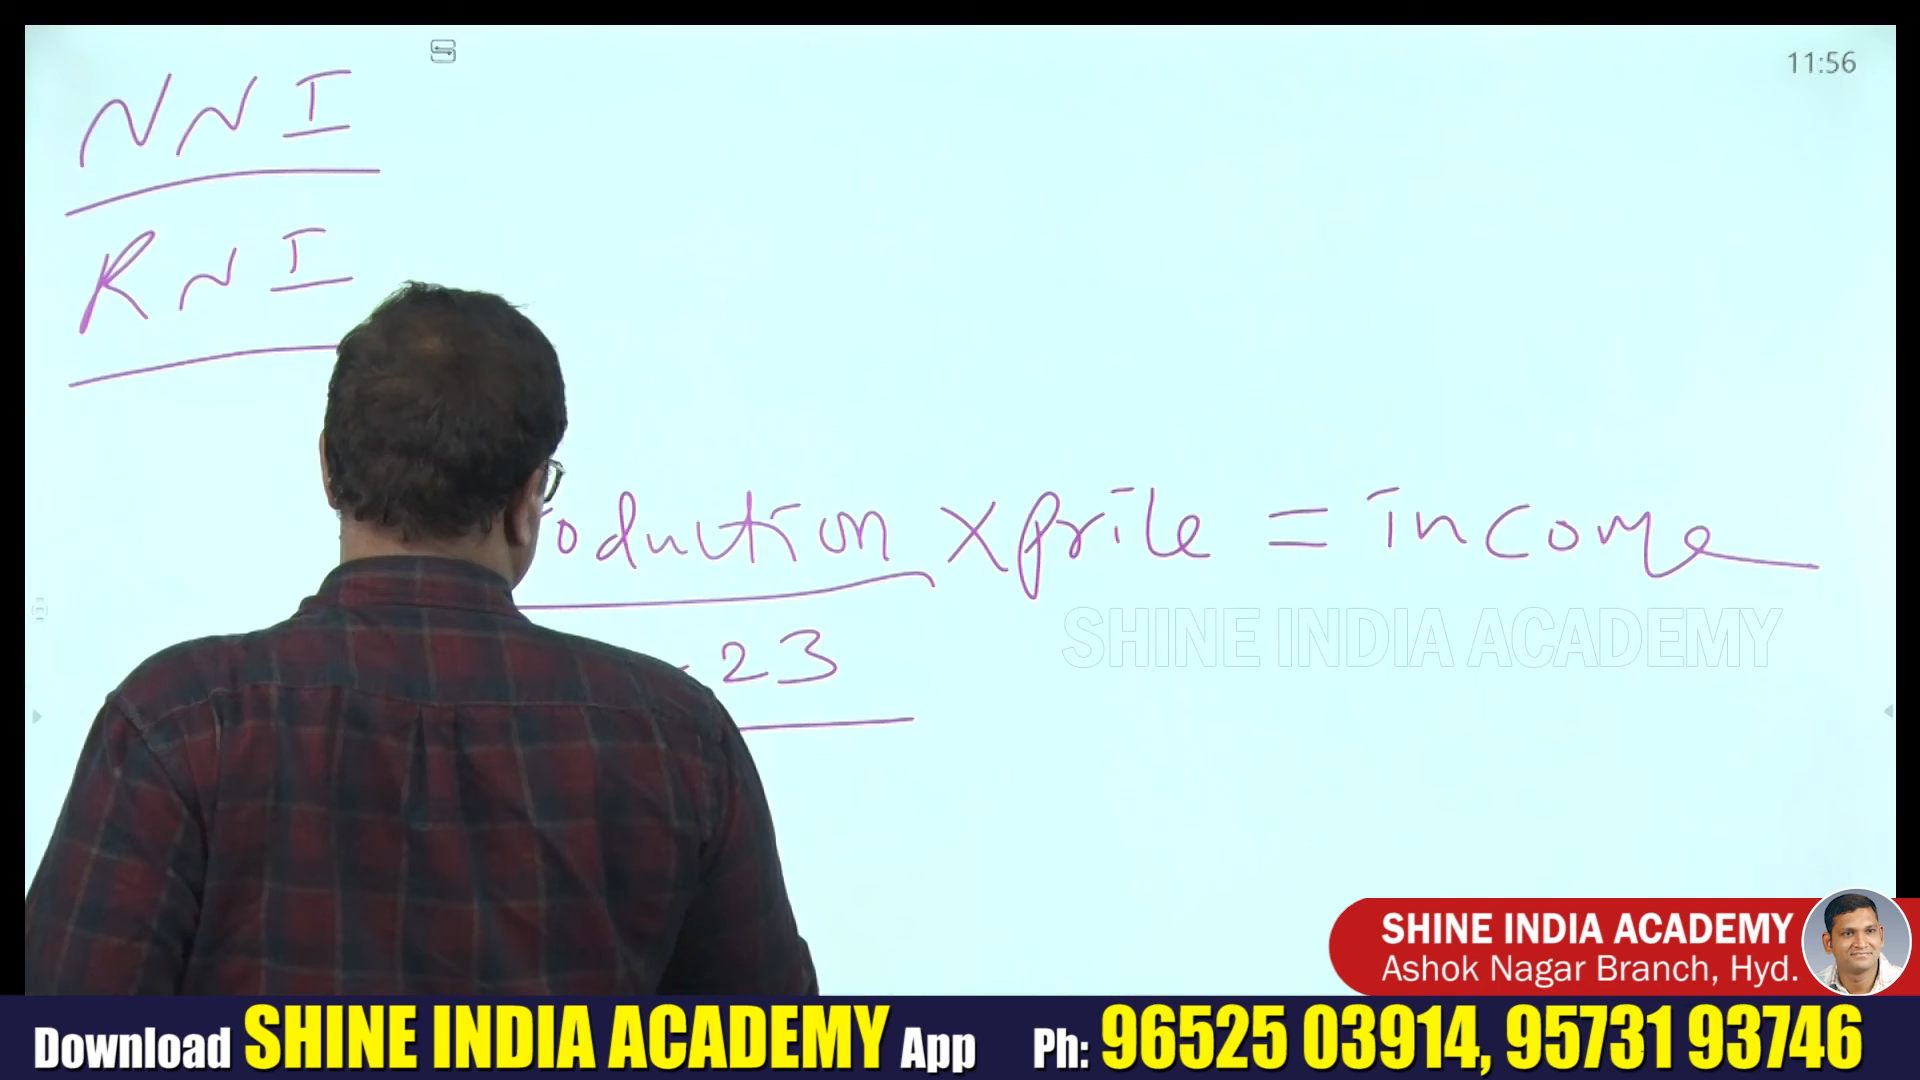 11:56
NNI
RNI
oduction x price = income
23
SHINE INDIA ACADEMY
SHINE INDIA ACADEMY
Ashok Nagar Branch, Hyd.
Download SHINE INDIA ACADEMY App Ph: 96525 03914, 95731 93746